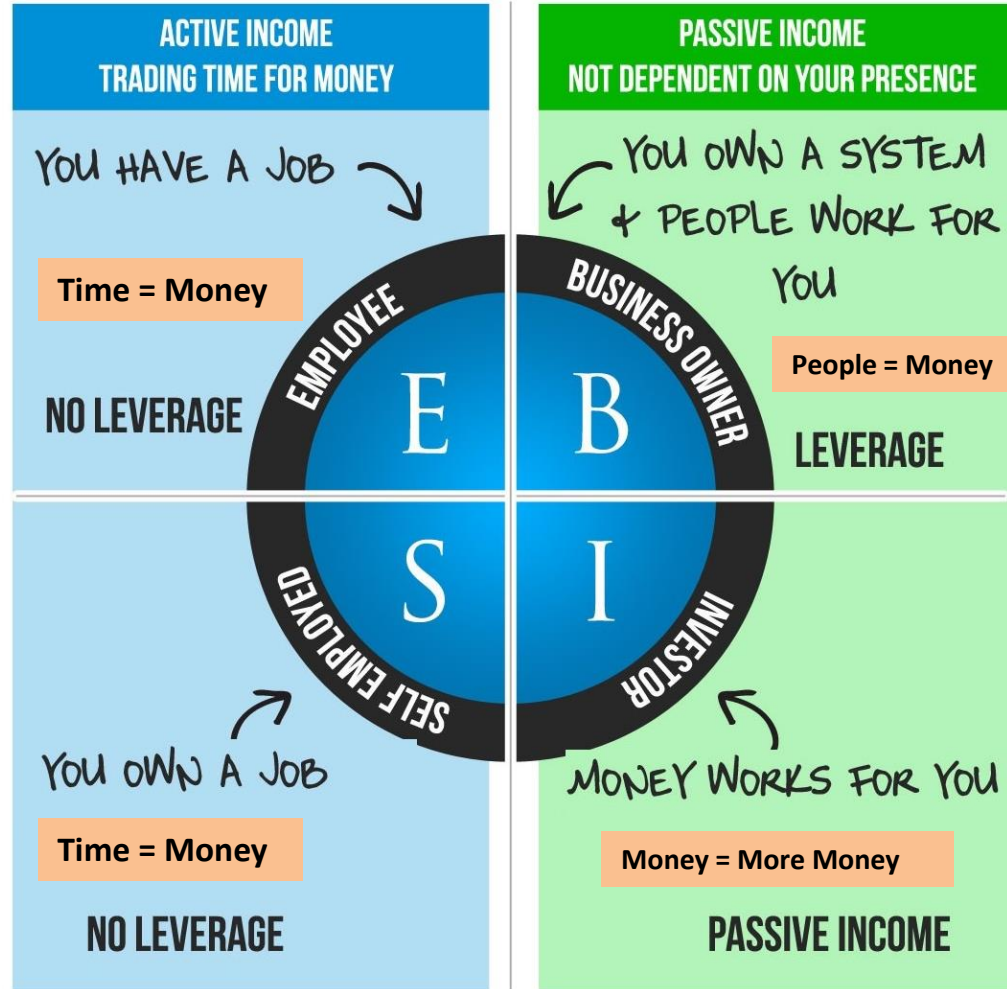 ACTIVE INCOME
TRADING TIME FOR MONEY
PASSIVE INCOME
NOT DEPENDENT ON YOUR PRESENCE
YOU HAVE A JOB
Time = Money
NO LEVERAGE
EMPLOYEE
E
YOU OWN A SYSTEM
& PEOPLE WORK FOR
YOU
People = Money
LEVERAGE
BUSINESS OWNER
B
S
SELF EMPLOYED
YOU OWN A JOB
Time = Money
NO LEVERAGE
I
INVESTOR
MONEY WORKS FOR YOU
Money = More Money
PASSIVE INCOME